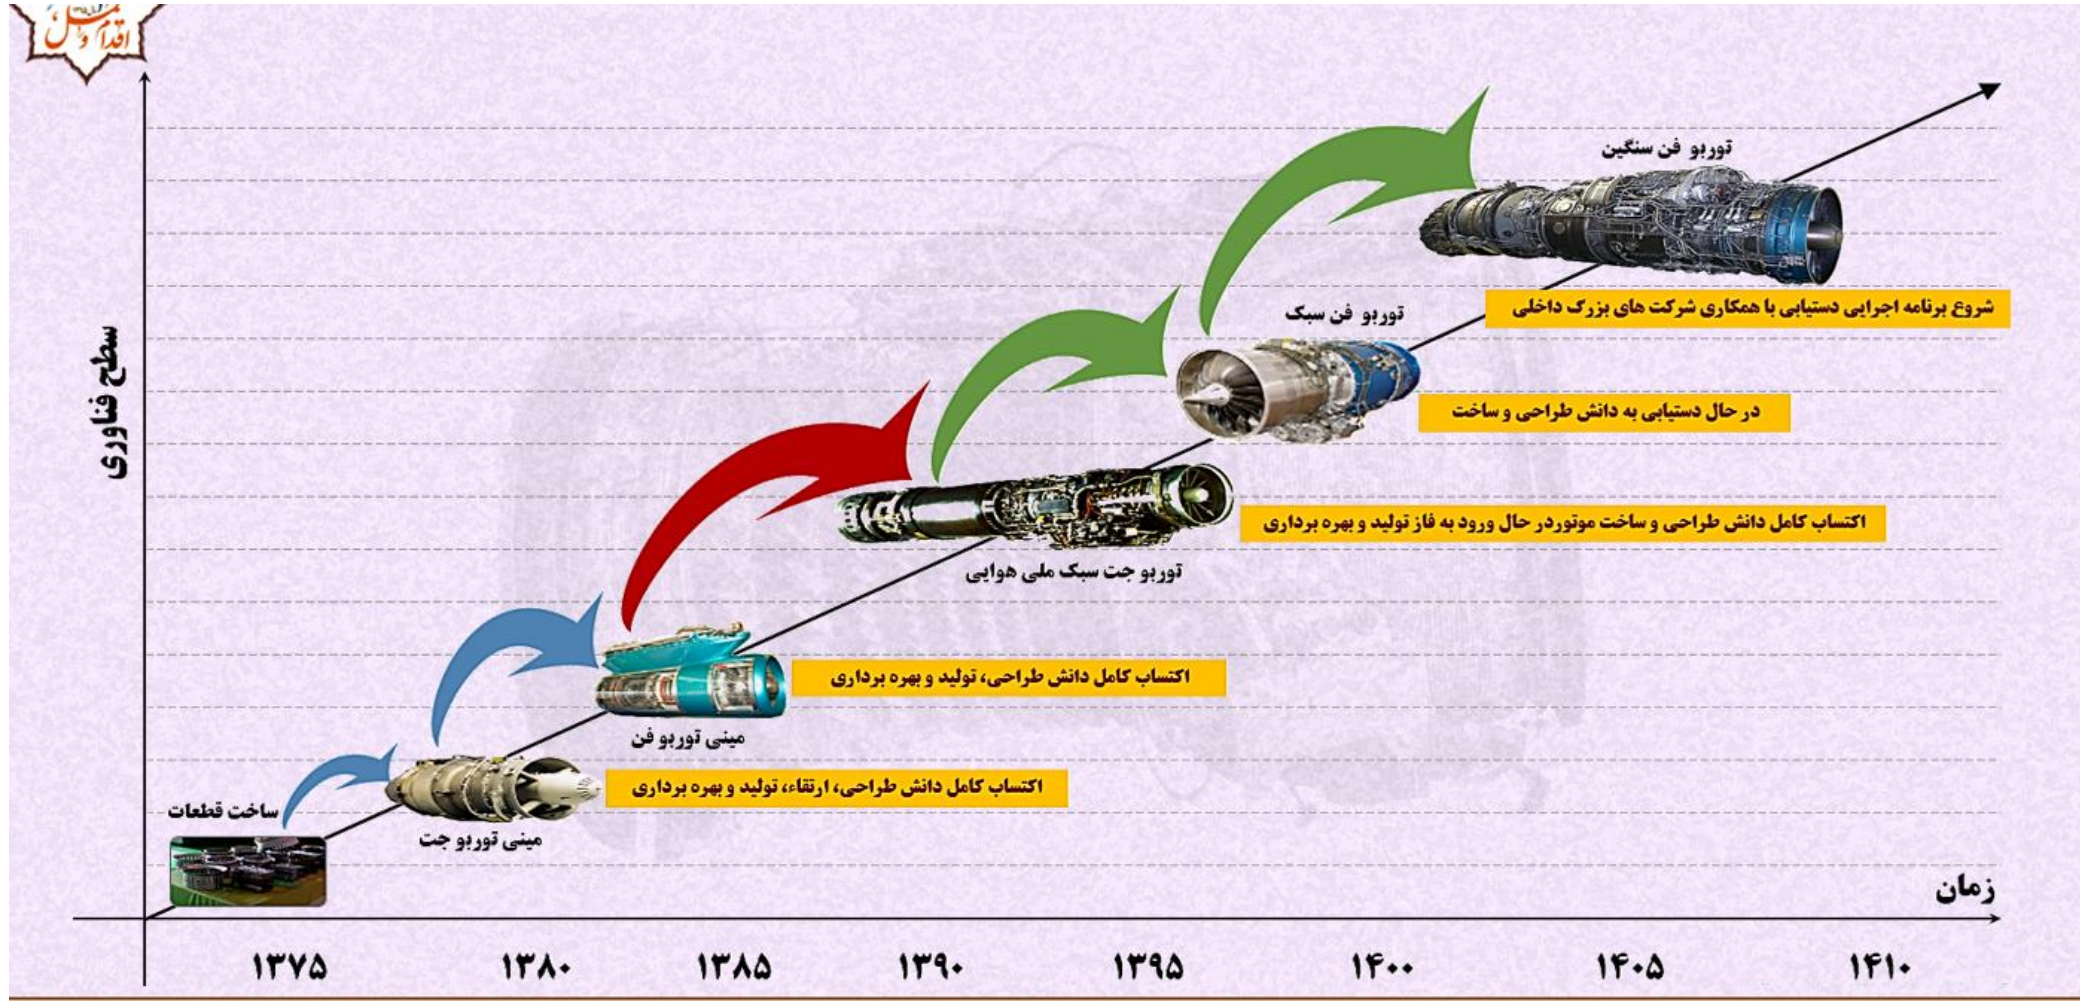 اقدام و عمل
توربو فن سنگین
شروع برنامه اجرایی دستیابی با همکاری شرکت های بزرگ داخلی
توربو فن سبک
در حال دستیابی به دانش طراحی و ساخت
اکتساب کامل دانش طراحی و ساخت موتوردر حال ورود به فاز تولید و بهره برداری
توربو جت سبک ملی هوایی
اکتساب کامل دانش طراحی، تولید و بهره برداری
مینی توربو فن
اکتساب کامل دانش طراحی، ارتقاء، تولید و بهره برداری
مینی توربو جت
ساخت قطعات
سطح فناوری
زمان
۱۳۷۵ ۱۳۸۰ ۱۳۸۵ ۱۳۹۰ ۱۳۹۵ ۱۴۰۰ ۱۴۰۵ ۱۴۱۰